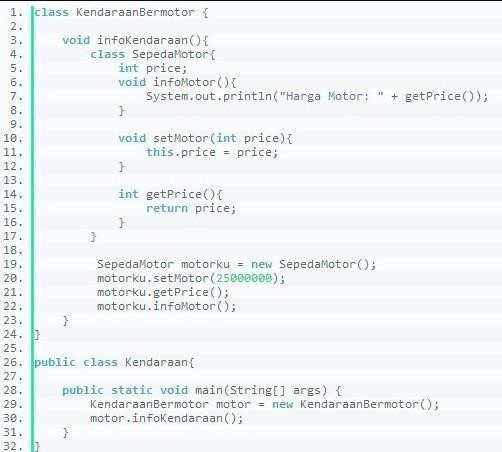 1. class KendaraanBermotor {
2.
3.     void infoKendaraan(){
4.         class SepedaMotor{
5.             int price;
6.             void infoMotor(){
7.                 System.out.println("Harga Motor: " + getPrice());
8.             }
9.
10.             void setMotor(int price){
11.                 this.price = price;
12.             }
13.
14.             int getPrice(){
15.                 return price;
16.             }
17.         }
18.
19.          SepedaMotor motorku = new SepedaMotor();
20.          motorku.setMotor(25000000);
21.          motorku.getPrice();
22.          motorku.infoMotor();
23.     }
24. }
25.
26. public class Kendaraan{
27.
28.     public static void main(String[] args) {
29.         KendaraanBermotor motor = new KendaraanBermotor();
30.         motor.infoKendaraan();
31.     }
32. }